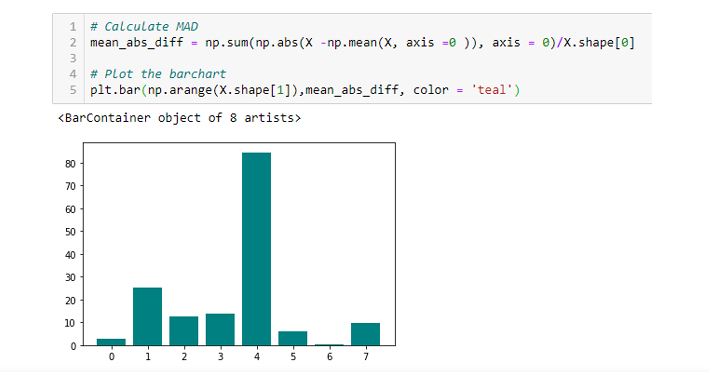 1 # Calculate MAD
2 mean_abs_diff = np.sum(np.abs(X -np.mean(X, axis =0 )), axis = 0)/X.shape[0]
3
4 # Plot the barchart
5 plt.bar(np.arange(X.shape[1]),mean_abs_diff, color = 'teal')
<BarContainer object of 8 artists>
80
70
60
50
40
30
20
10
0
0 1 2 3 4 5 6 7